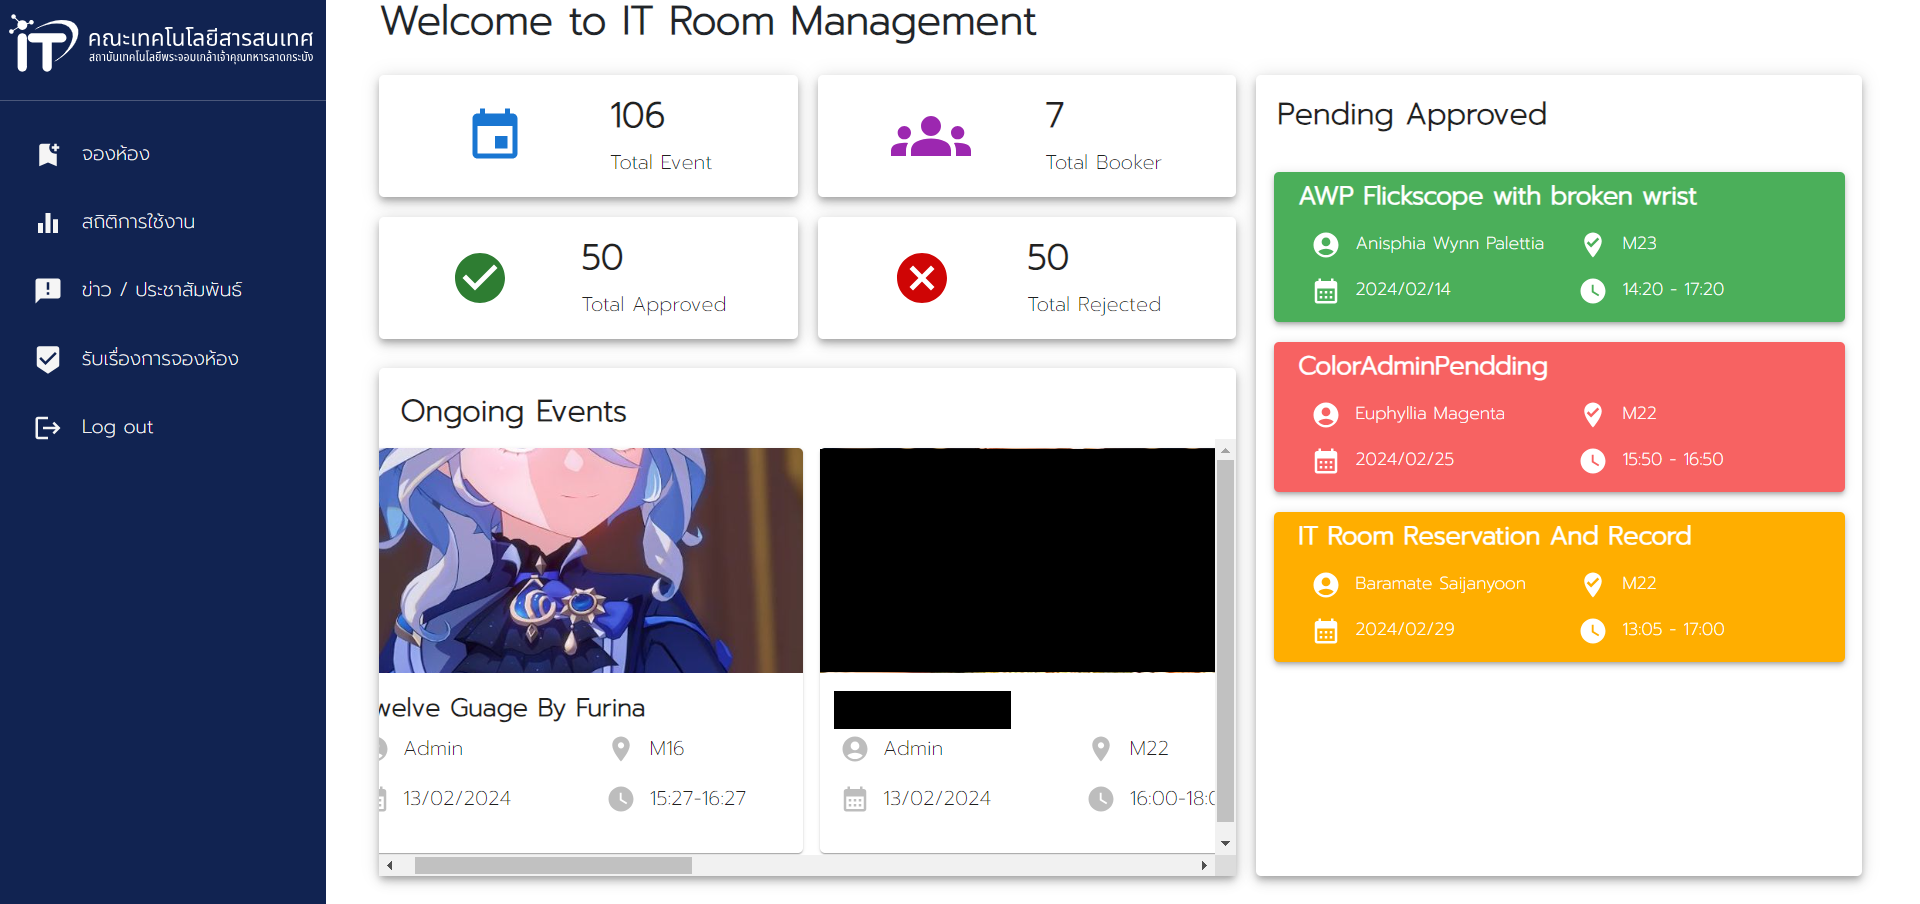 IT คณะเทคโนโลยีสารสนเทศ
สถาบันเทคโนโลยีพระจอมเกล้าเจ้าคุณทหารลาดกระบัง
จองห้อง
สถิติการใช้งาน
ข่าว / ประชาสัมพันธ์
รับเรื่องการจองห้อง
Log out
Welcome to IT Room Management
106
Total Event
7
Total Booker
50
Total Approved
50
Total Rejected
Ongoing Events
welve Guage By Furina
Admin M16
13/02/2024 15:27-16:27
Admin M22
13/02/2024 16:00-18:0
Pending Approved
AWP Flickscope with broken wrist
Anisphia Wynn Palettia M23
2024/02/14 14:20 - 17:20
ColorAdminPendding
Euphyllia Magenta M22
2024/02/25 15:50 - 16:50
IT Room Reservation And Record
Baramate Saijanyoon M22
2024/02/29 13:05 - 17:00